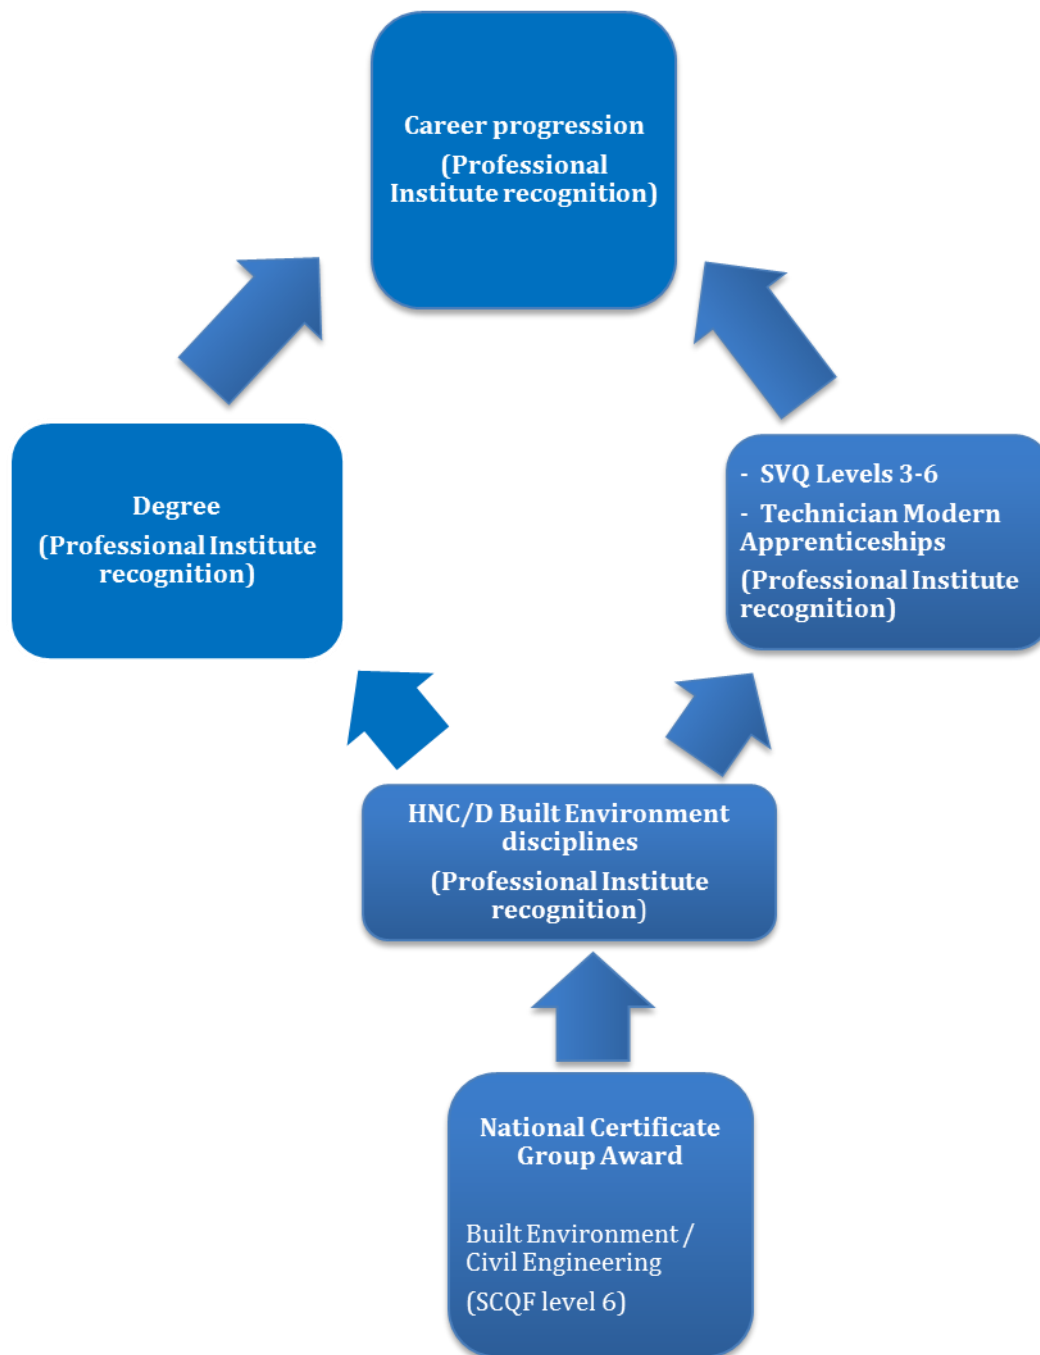 Career progression
(Professional
Institute recognition)
Degree
(Professional Institute
recognition)
- SVQ Levels 3-6
- Technician Modern
Apprenticeships
(Professional Institute
recognition)
HNC/D Built Environment
disciplines
(Professional Institute
recognition)
National Certificate
Group Award
Built Environment /
Civil Engineering
(SCQF level 6)